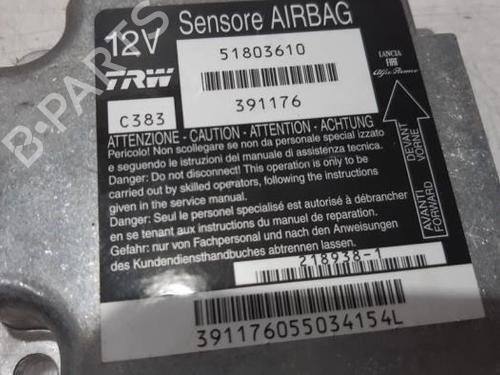 12V Sensore AIRBAG
51803610
TRW
LANCIA
FIAT
Alfa Romeo
C383
391176
ATTENZIONE - CAUTION - ATTENTION - ACHTUNG
Pericolo! Non scollegare se non da personale special izzato
e seguendo le istruzioni del manuale di assistenza tecnica.
Danger: Do not disconnect! This operation is only to be
carried out by skilled operators, following the instructions
given in the service manual.
Danger: Seul le personel spécialisé est autorisé à débrancher
en se tenant aux instructions du manuel de reparation.
Gefahr: nur von Fachpersonal und nach den Anweisungen
des Kundendiensthandbuches abtrennen lassen.
AVANTI
FORWARD
DEVANT
VORNE
218938-1
391176055034154L
B-PARTS